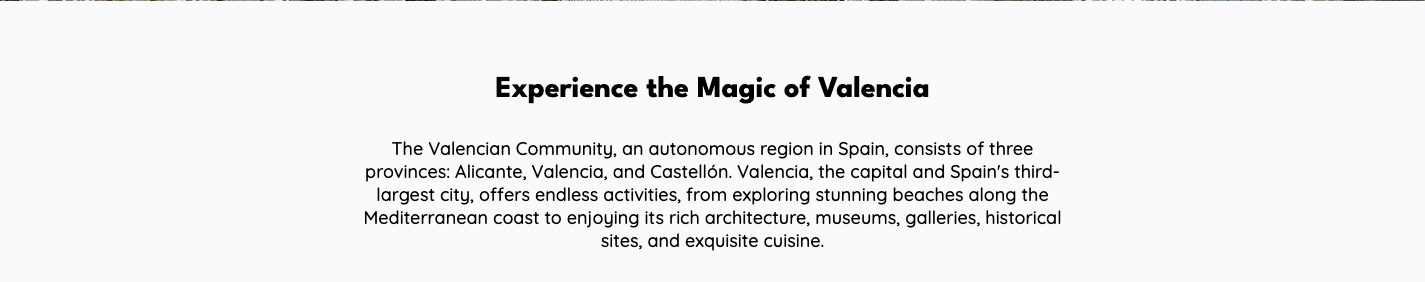 Experience the Magic of Valencia
The Valencian Community, an autonomous region in Spain, consists of three
provinces: Alicante, Valencia, and Castellón. Valencia, the capital and Spain's third-
largest city, offers endless activities, from exploring stunning beaches along the
Mediterranean coast to enjoying its rich architecture, museums, galleries, historical
sites, and exquisite cuisine.